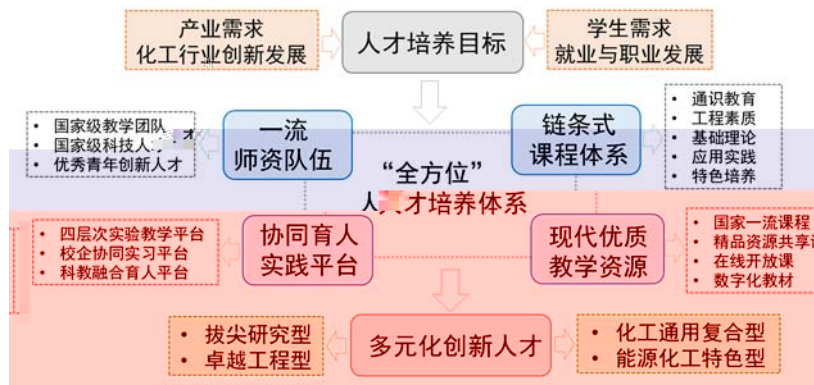 产业需求
化工行业创新发展
人才培养目标
学生需求
就业与职业发展
• 国家级教学团队
• 国家级科技人才
• 优秀青年创新人才
一流
师资队伍
链条式
课程体系
• 通识教育
• 工程素质
• 基础理论
• 应用实践
• 特色培养
“全方位”
人才培养体系
• 四层次实验教学平台
• 校企协同实习平台
• 科教融合育人平台
协同育人
实践平台
现代优质
教学资源
• 国家一流课程
• 精品资源共享
• 在线开放课
• 数字化教材
• 拔尖研究型
• 卓越工程型
多元化创新人才
• 化工通用复合型
• 能源化工特色型